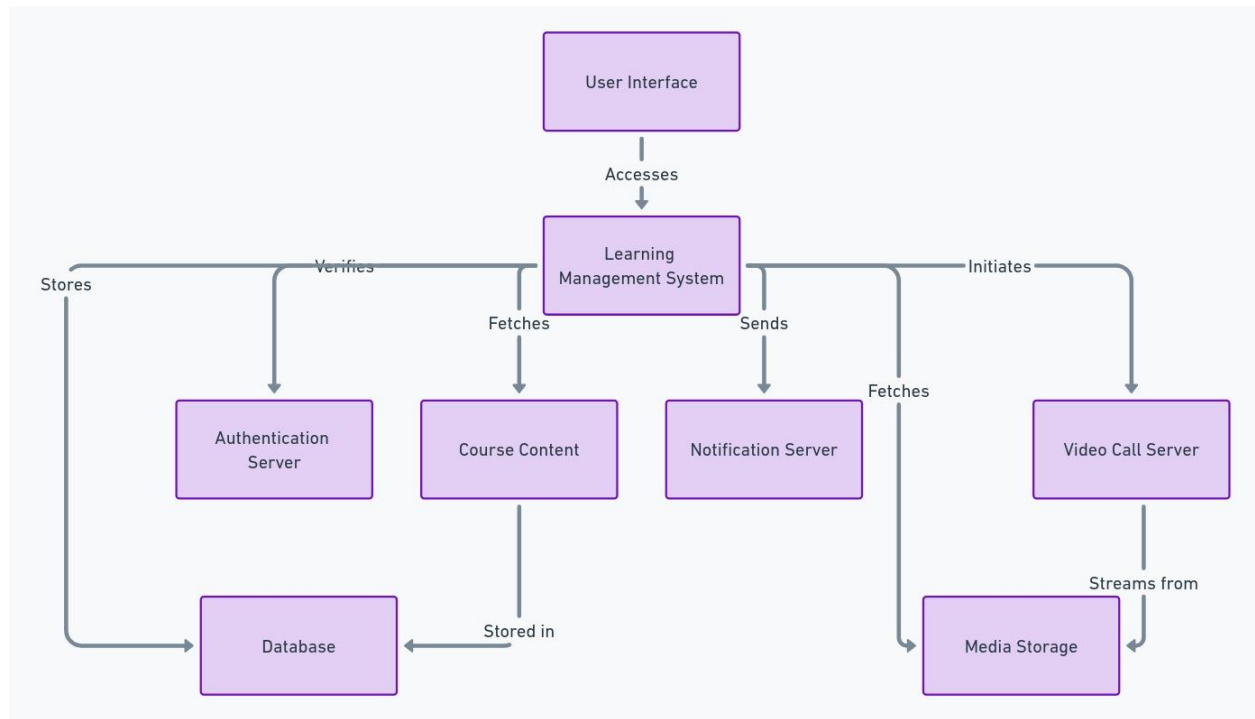 User Interface
Accesses
Learning
Management System
Verifies
Initiates
Stores
Fetches
Sends
Fetches
Authentication
Server
Course Content
Notification Server
Video Call Server
Streams from
Stored in
Database
Media Storage